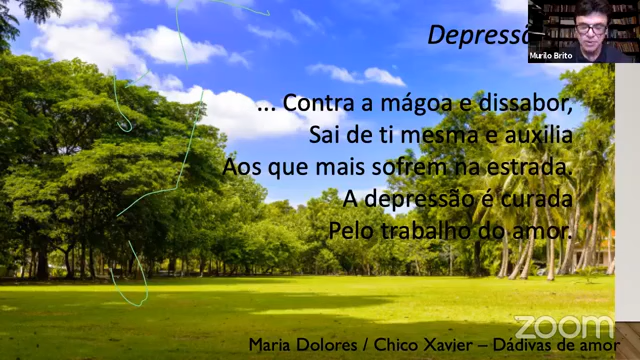 Depressã
Murilo Brito
... Contra a mágoa e dissabor,
Sai de ti mesma e auxilia
Aos que mais sofrem na estrada.
A depressão é curada
Pelo trabalho do amor.
zoom
Maria Dolores / Chico Xavier – Dádivas de amor